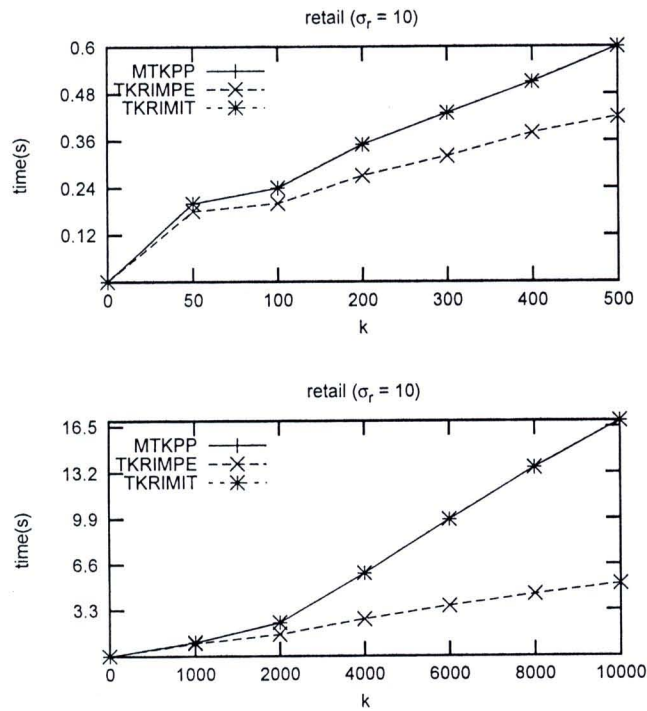 retail (σr = 10)
0.6
0.48
0.36
0.24
0.12
time(s)
MTKPP
TKRIMPE
TKRIMIT
0 50 100 200 300 400 500
k
retail (σr = 10)
16.5
13.2
9.9
6.6
3.3
time(s)
MTKPP
TKRIMPE
TKRIMIT
0 1000 2000 4000 6000 8000 10000
k